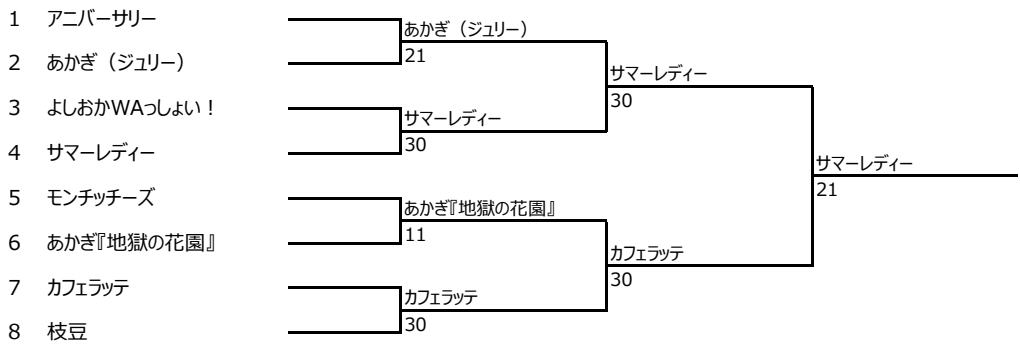 1 アニバーサリー
2 あかぎ（ジュリー）
3 よしおかWAっしょい！
4 サマーレディー
5 モンチッチーズ
6 あかぎ『地獄の花園』
7 カフェラッテ
8 枝豆
あかぎ（ジュリー）
21
サマーレディー
30
あかぎ『地獄の花園』
11
カフェラッテ
30
サマーレディー
30
カフェラッテ
30
サマーレディー
21